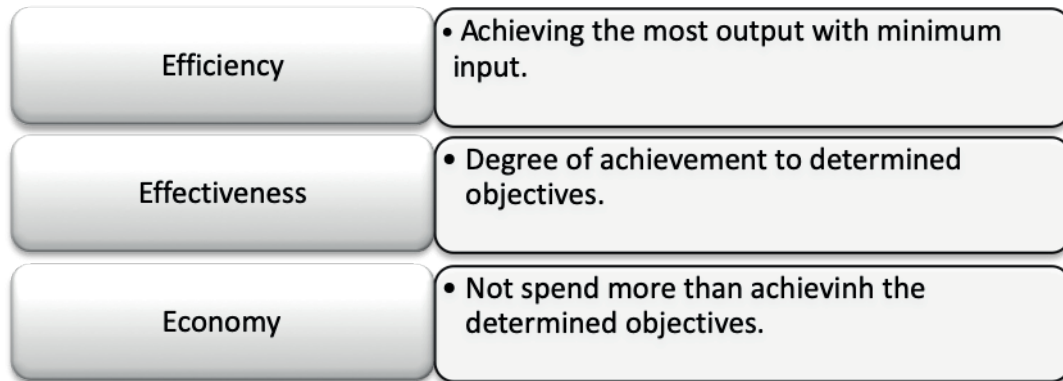 Efficiency
• Achieving the most output with minimum
input.
Effectiveness
• Degree of achievement to determined
objectives.
Economy
• Not spend more than achievinh the
determined objectives.